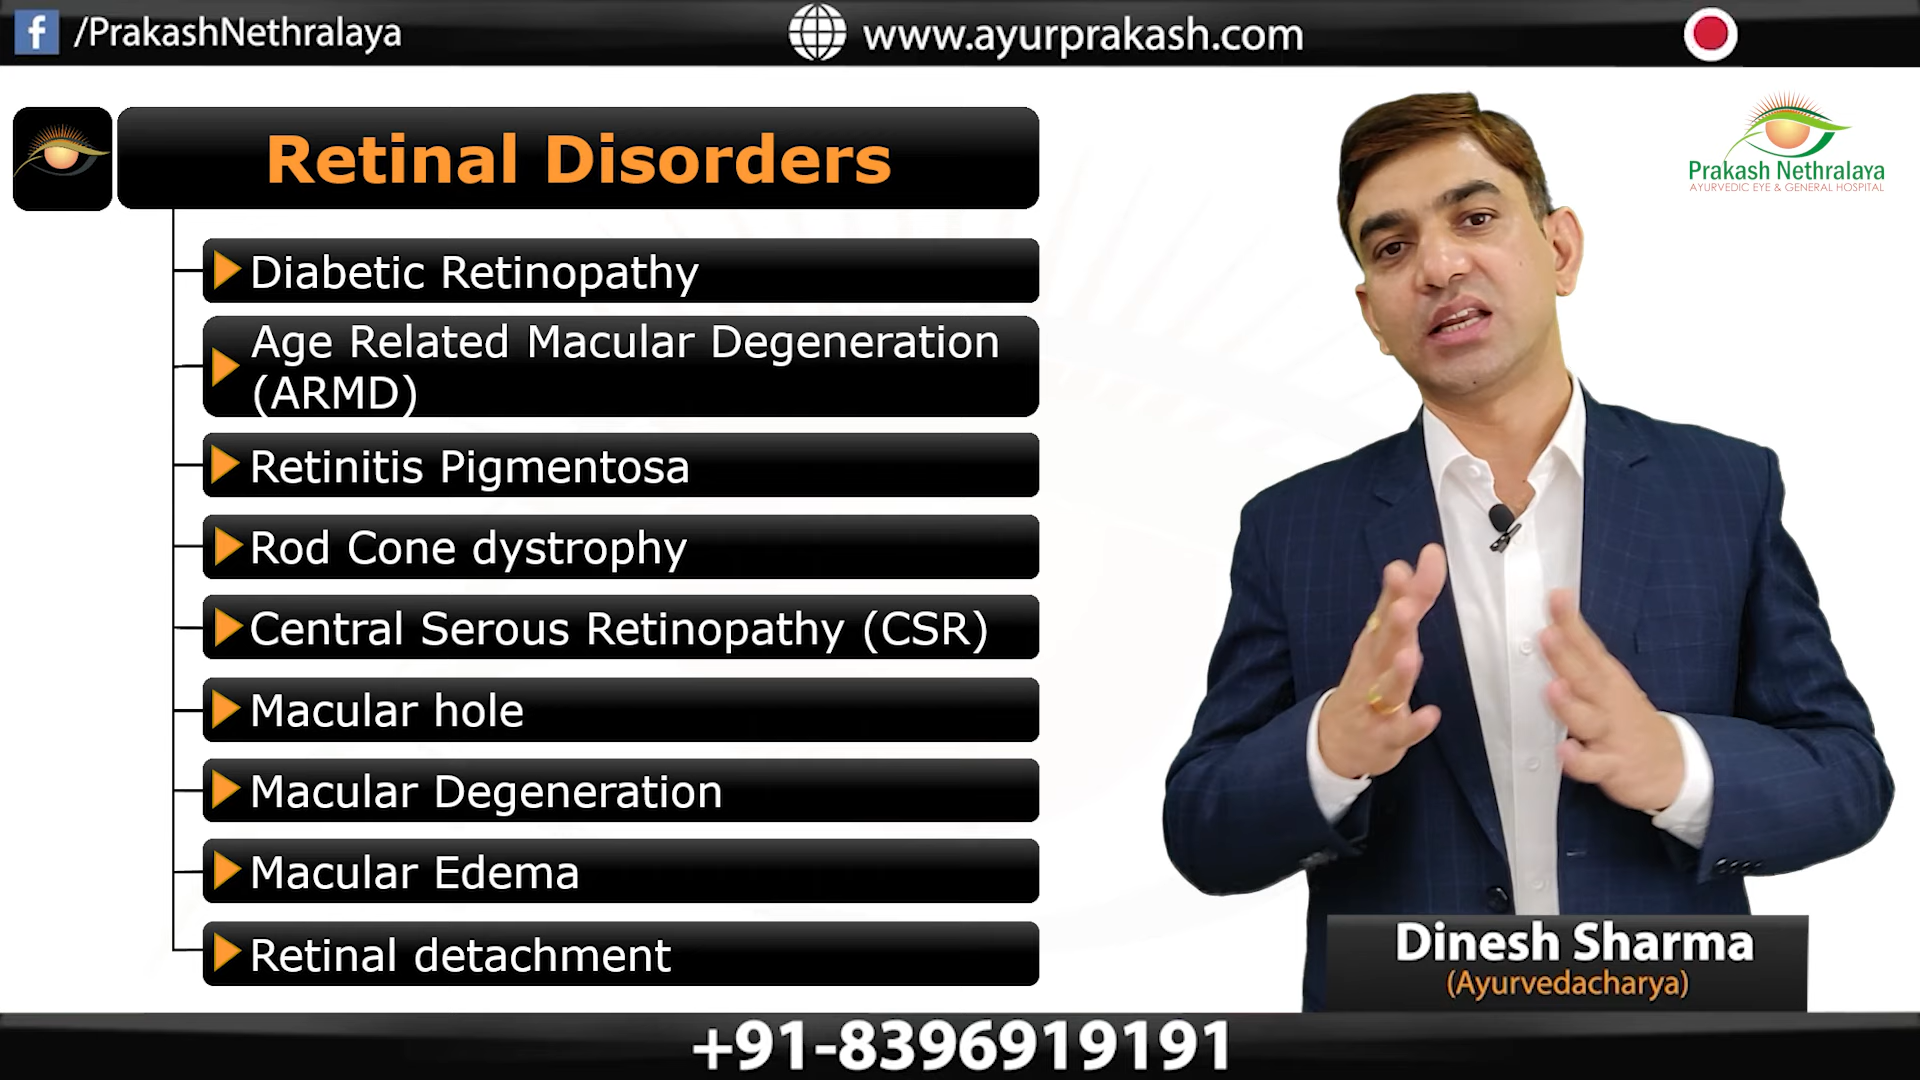 f /PrakashNethralaya
www.ayurprakash.com
Prakash Nethralaya
AYURVEDIC EYE & GENERAL HOSPITAL
Retinal Disorders
Diabetic Retinopathy
Age Related Macular Degeneration
(ARMD)
Retinitis Pigmentosa
Rod Cone dystrophy
Central Serous Retinopathy (CSR)
Macular hole
Macular Degeneration
Macular Edema
Retinal detachment
Dinesh Sharma
(Ayurvedacharya)
+91-8396919191